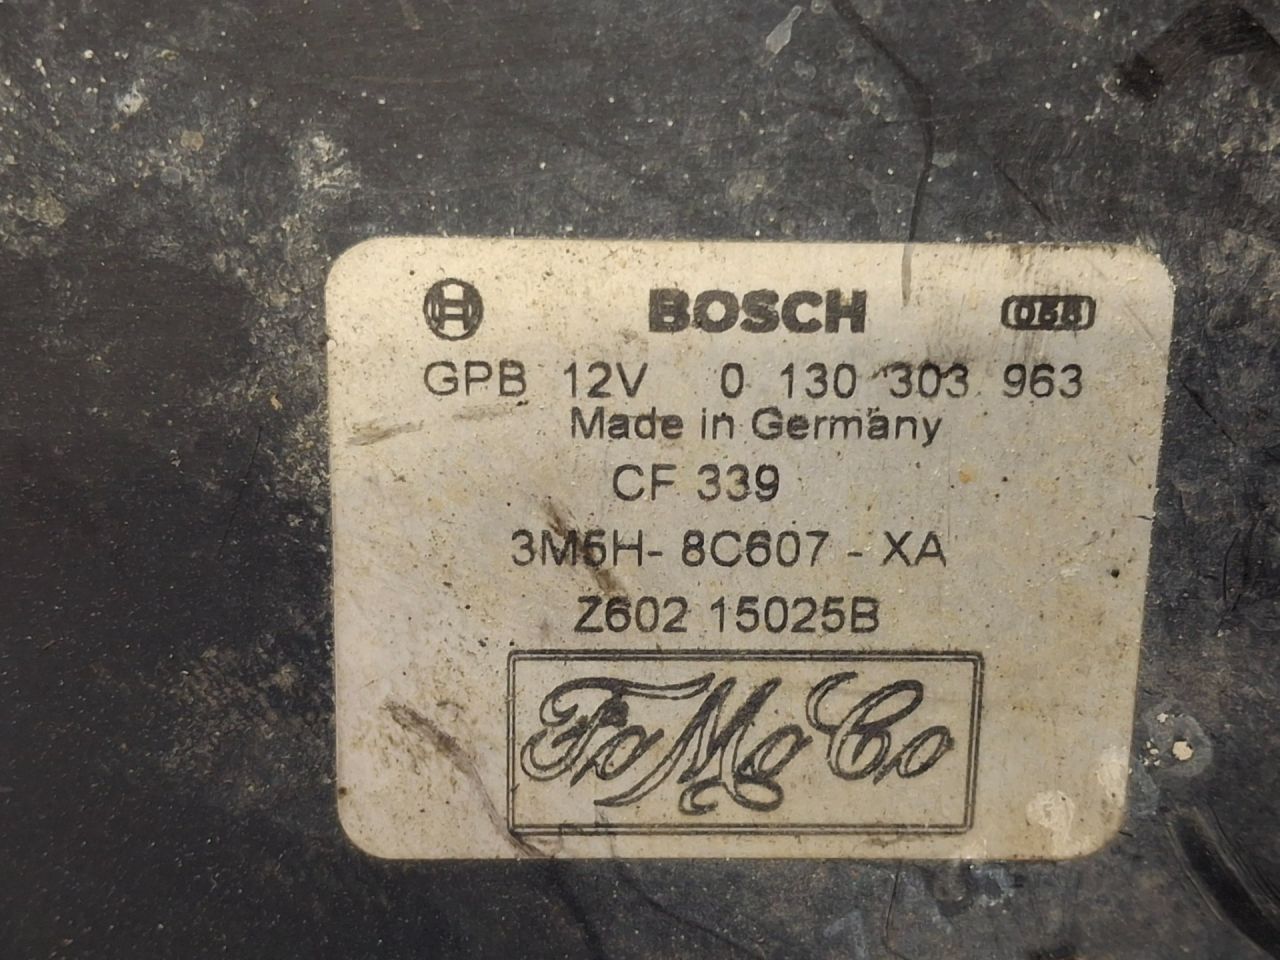 BOSCH
GPB 12V 0 130 303 963
Made in Germany
CF 339
3M5H- 8C607 - XA
Z602 15025B
FoMoCo